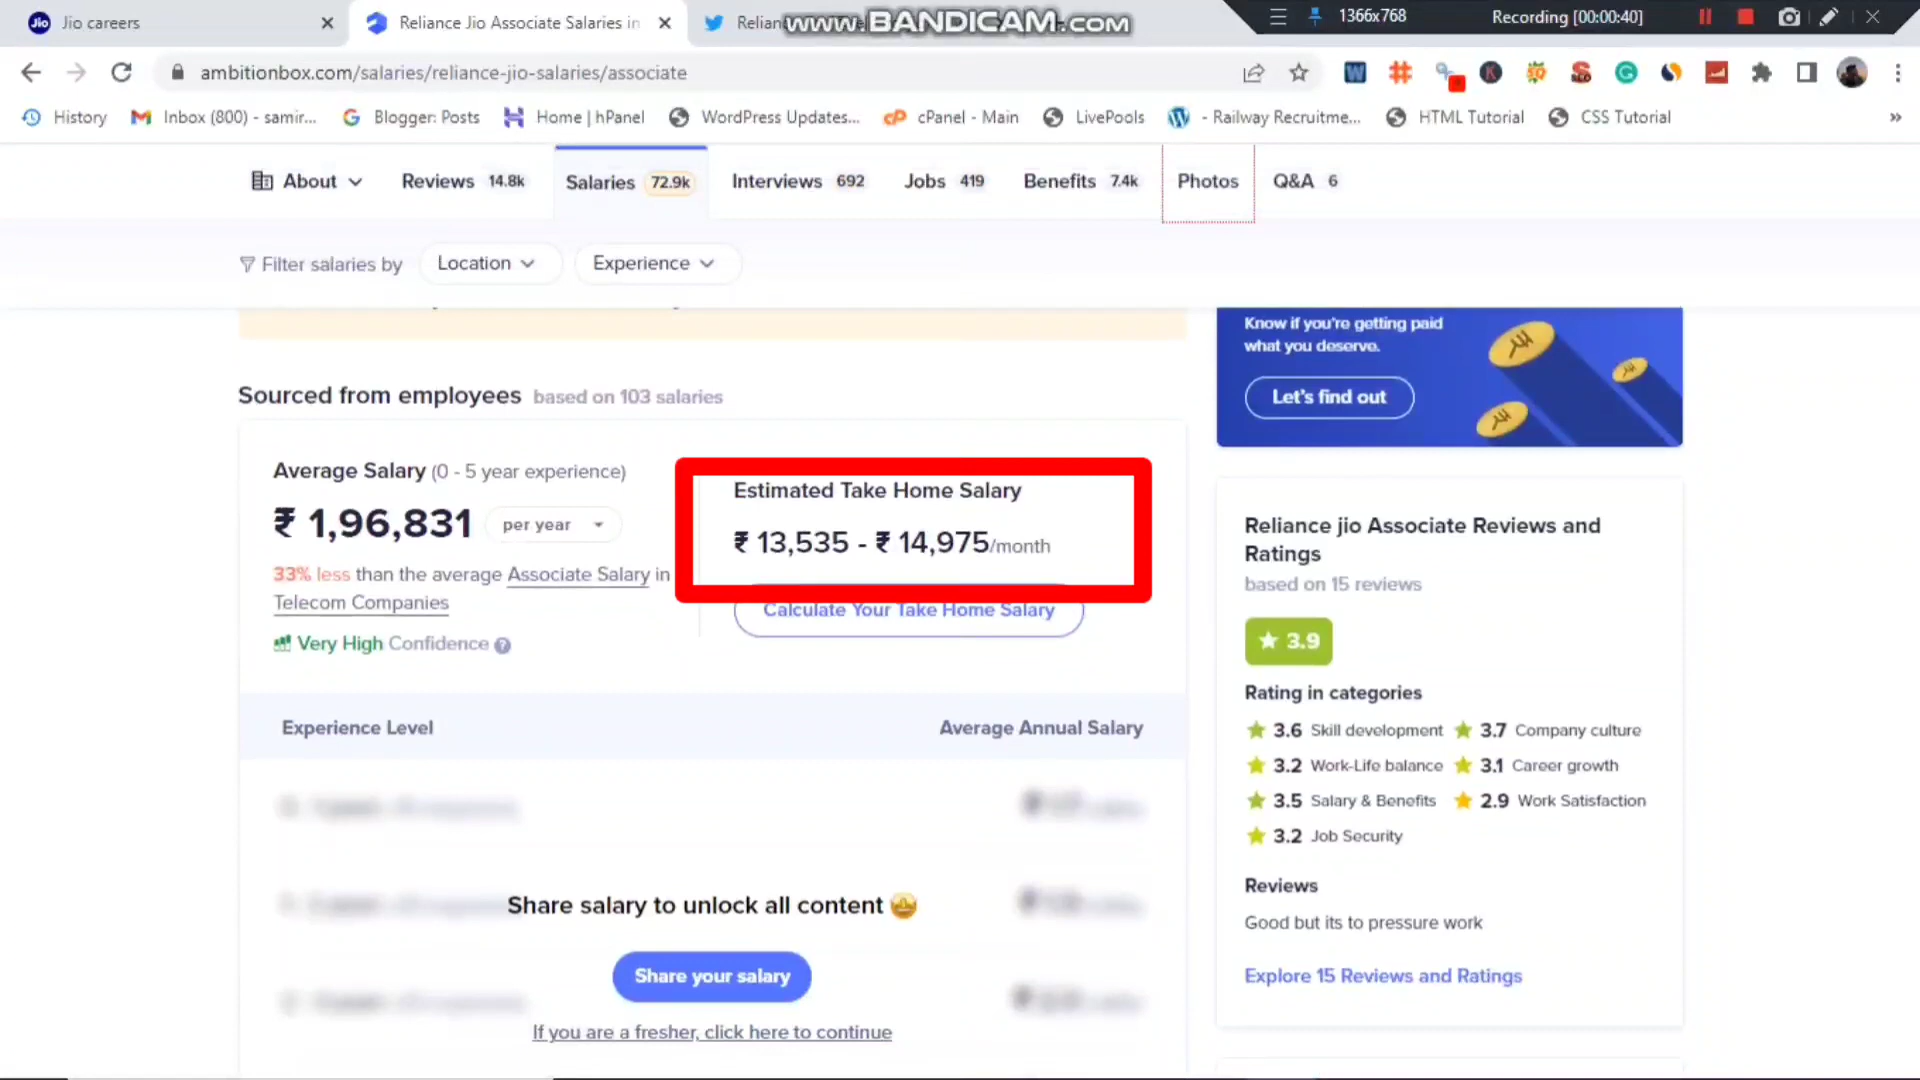 Jio careers
Reliance Jio Associate Salaries in
www.BANDICAM.com
1366x768
Recording [00:00:40]
ambitionbox.com/salaries/reliance-jio-salaries/associate
History
Inbox (800) - samir...
Blogger: Posts
Home | hPanel
WordPress Updates...
cPanel - Main
LivePools
- Railway Recruitme...
HTML Tutorial
CSS Tutorial
»
About
Reviews 14.8k
Salaries 72.9k
Interviews 692
Jobs 419
Benefits 7.4k
Photos
Q&A 6
Filter salaries by
Location
Experience
Know if you're getting paid
what you deserve.
Let's find out
Sourced from employees based on 103 salaries
Average Salary (0 - 5 year experience)
₹ 1,96,831 per year
33% less than the average Associate Salary in
Telecom Companies
Very High Confidence ?
Estimated Take Home Salary
₹ 13,535 - ₹ 14,975/month
Calculate Your Take Home Salary
Experience Level
Average Annual Salary
Share salary to unlock all content
Share your salary
If you are a fresher, click here to continue
Reliance jio Associate Reviews and
Ratings
based on 15 reviews
3.9
Rating in categories
3.6 Skill development
3.7 Company culture
3.2 Work-Life balance
3.1 Career growth
3.5 Salary & Benefits
2.9 Work Satisfaction
3.2 Job Security
Reviews
Good but its to pressure work
Explore 15 Reviews and Ratings